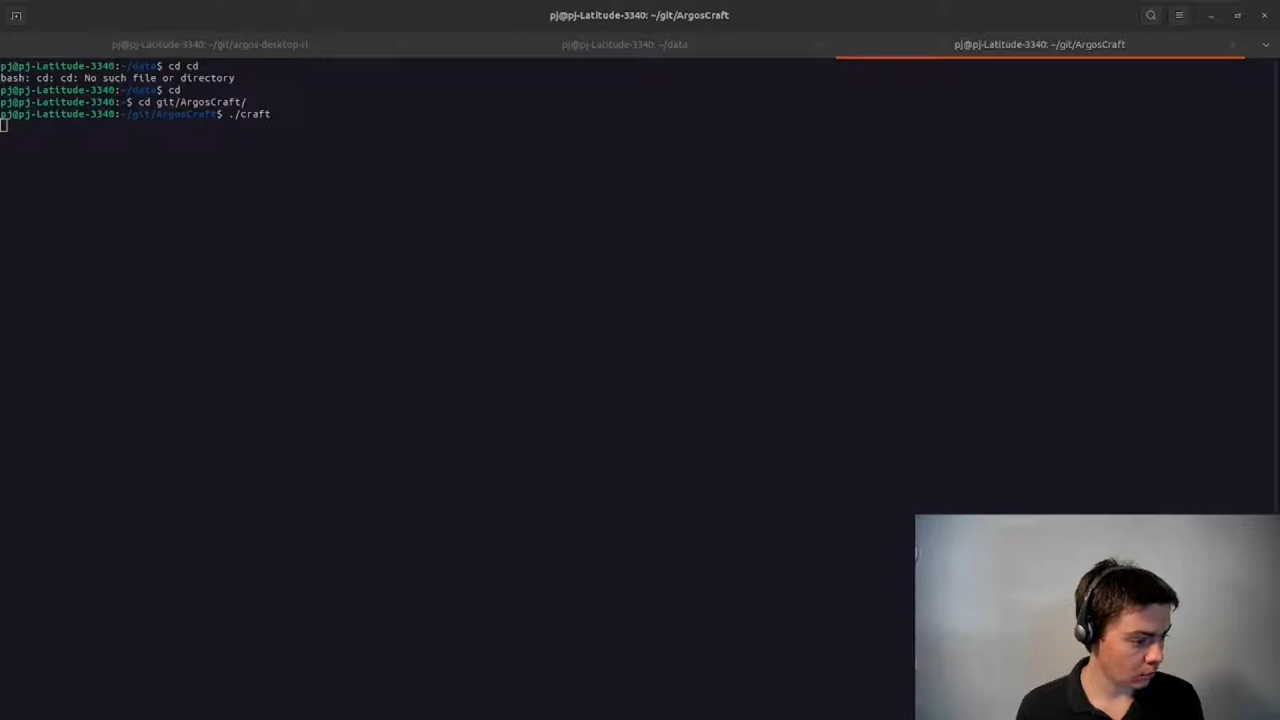 pj@pj-Latitude-3340: ~/git/ArgosCraft
pj@pj-Latitude-3340: ~/git/argos-desktop-ri
pj@pj-Latitude-3340: ~/data
pj@pj-Latitude-3340: ~/git/ArgosCraft
pj@pj-Latitude-3340:~/data$ cd cd
bash: cd: cd: No such file or directory
pj@pj-Latitude-3340:~/data$ cd
pj@pj-Latitude-3340:~$ cd git/ArgosCraft/
pj@pj-Latitude-3340:~/git/ArgosCraft$ ./craft